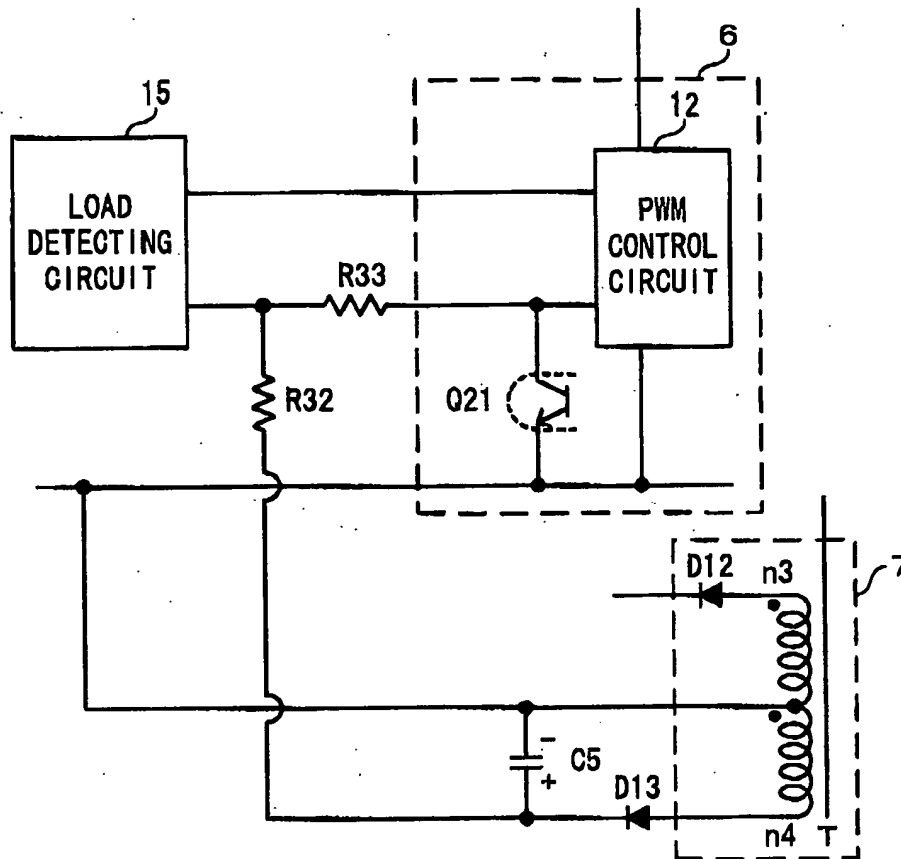 6
15
12
LOAD
DETECTING
CIRCUIT
PWM
CONTROL
CIRCUIT
R33
R32
Q21
D12
n3
7
-
C5
+
D13
n4
T